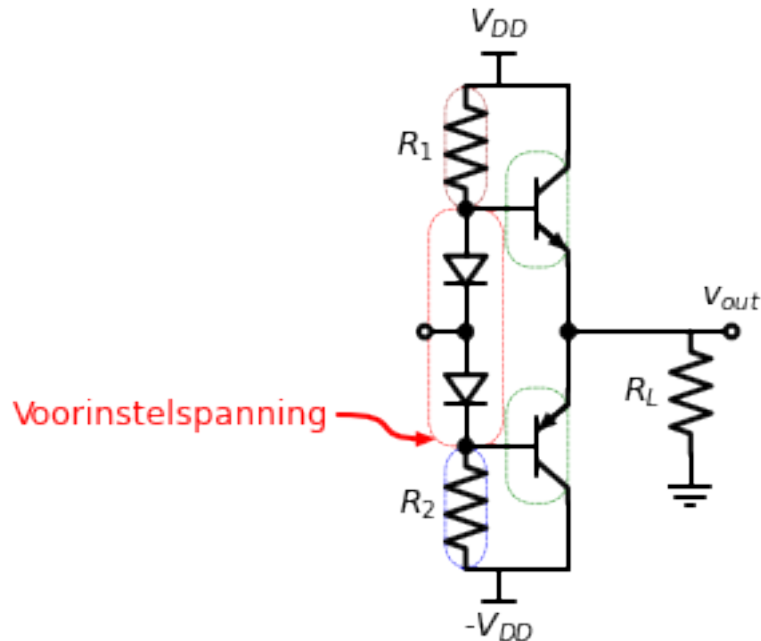 V_DD
R_1
v_out
R_L
Voorinstelspanning
R_2
-V_DD